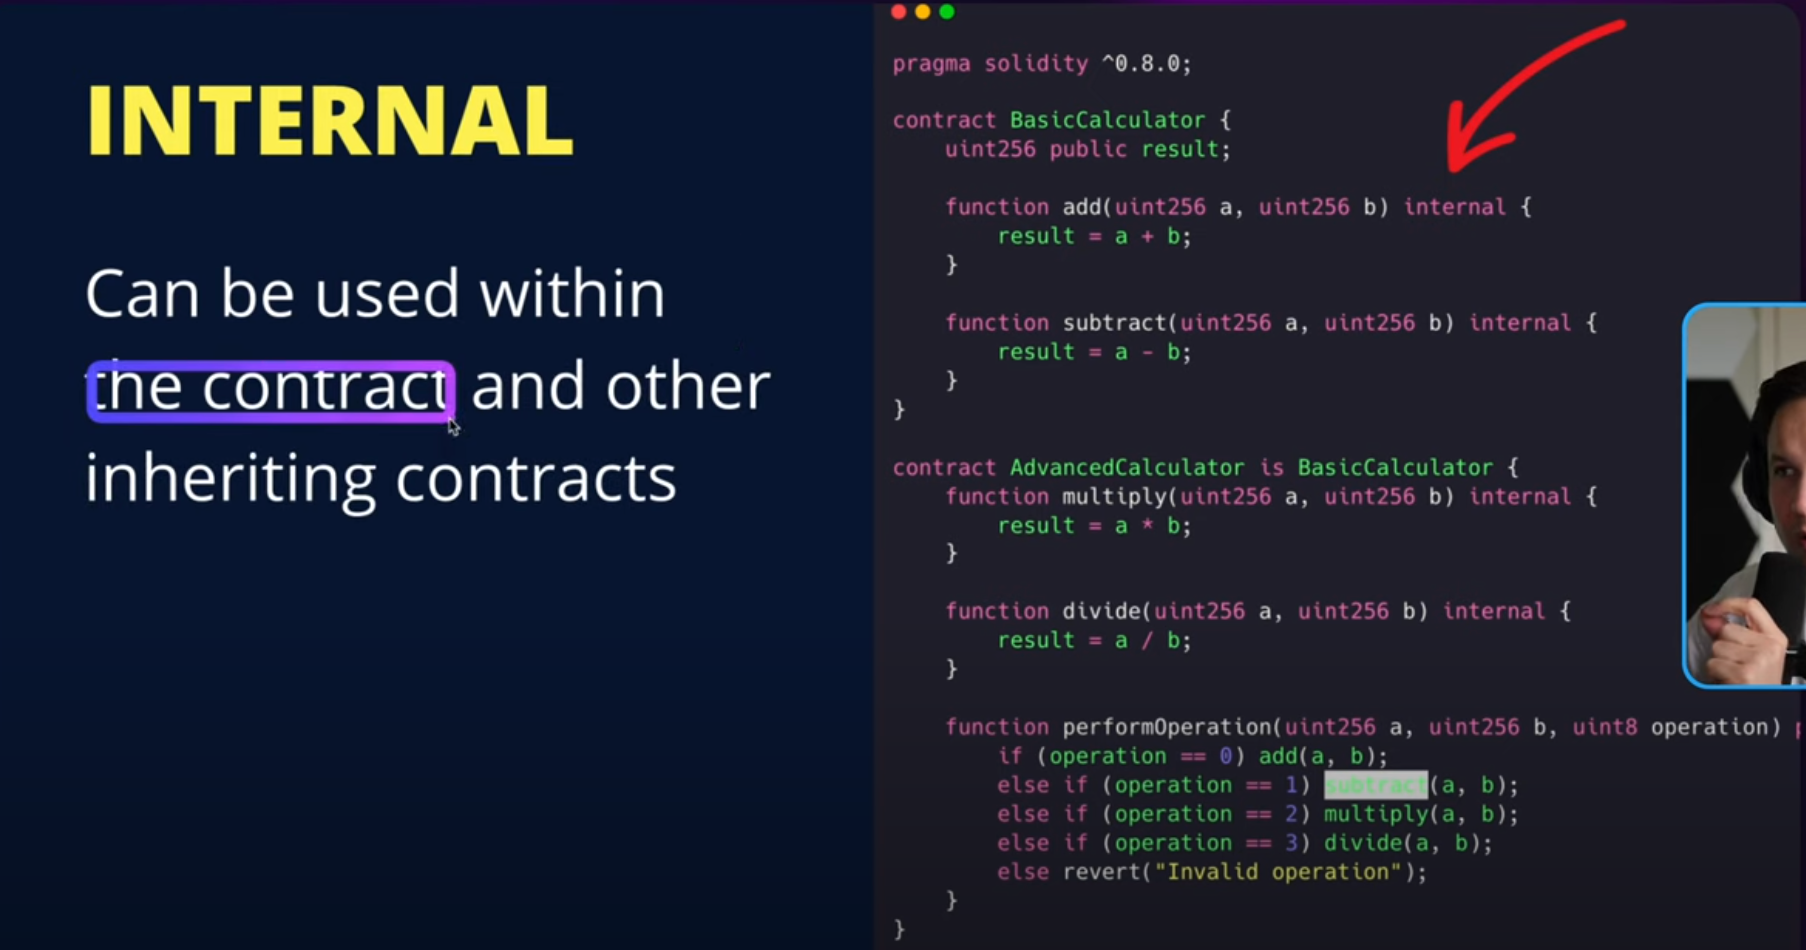 INTERNAL
Can be used within
the contract and other
inheriting contracts
pragma solidity ^0.8.0;
contract BasicCalculator {
uint256 public result;
function add(uint256 a, uint256 b) internal {
result = a + b;
}
function subtract(uint256 a, uint256 b) internal {
result = a - b;
}
}
contract AdvancedCalculator is BasicCalculator {
function multiply(uint256 a, uint256 b) internal {
result = a * b;
}
function divide(uint256 a, uint256 b) internal {
result = a / b;
}
function performOperation(uint256 a, uint256 b, uint8 operation)
if (operation == 0) add(a, b);
else if (operation == 1) subtract(a, b);
else if (operation == 2) multiply(a, b);
else if (operation == 3) divide(a, b);
else revert("Invalid operation");
}
}